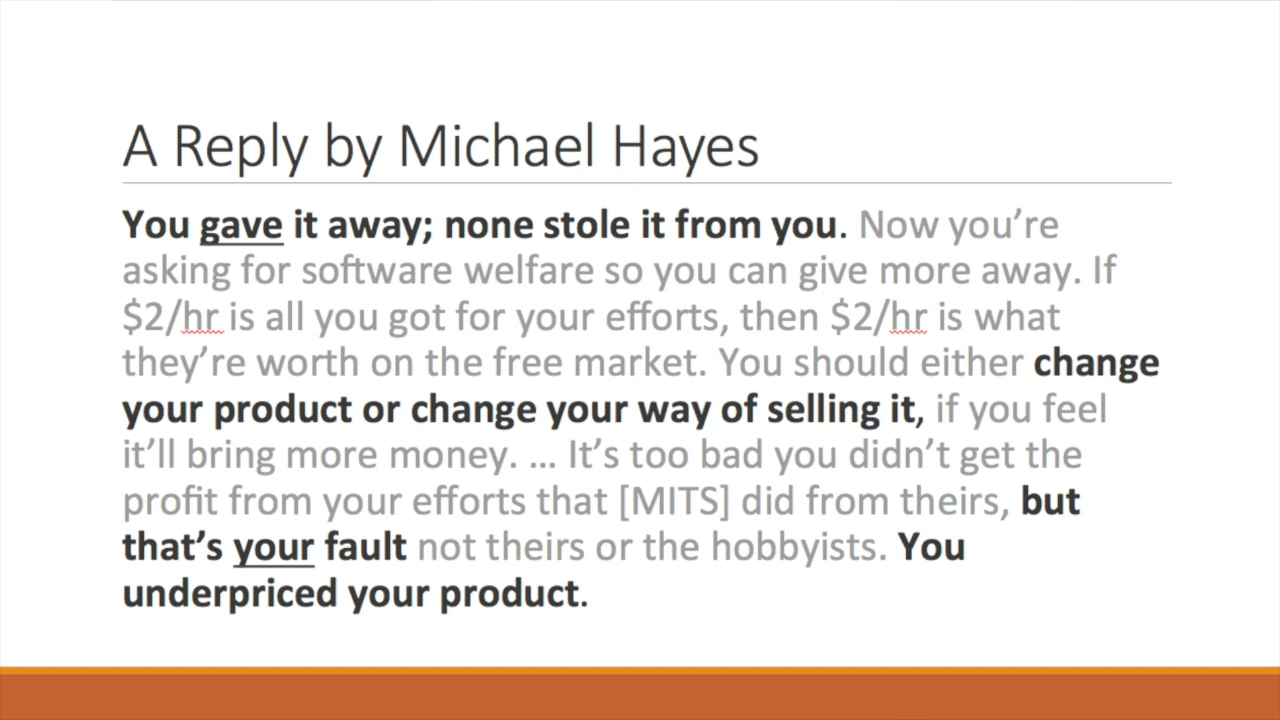 A Reply by Michael Hayes
You gave it away; none stole it from you. Now you’re
asking for software welfare so you can give more away. If
$2/hr is all you got for your efforts, then $2/hr is what
they’re worth on the free market. You should either change
your product or change your way of selling it, if you feel
it’ll bring more money. … It’s too bad you didn’t get the
profit from your efforts that [MITS] did from theirs, but
that’s your fault not theirs or the hobbyists. You
underpriced your product.